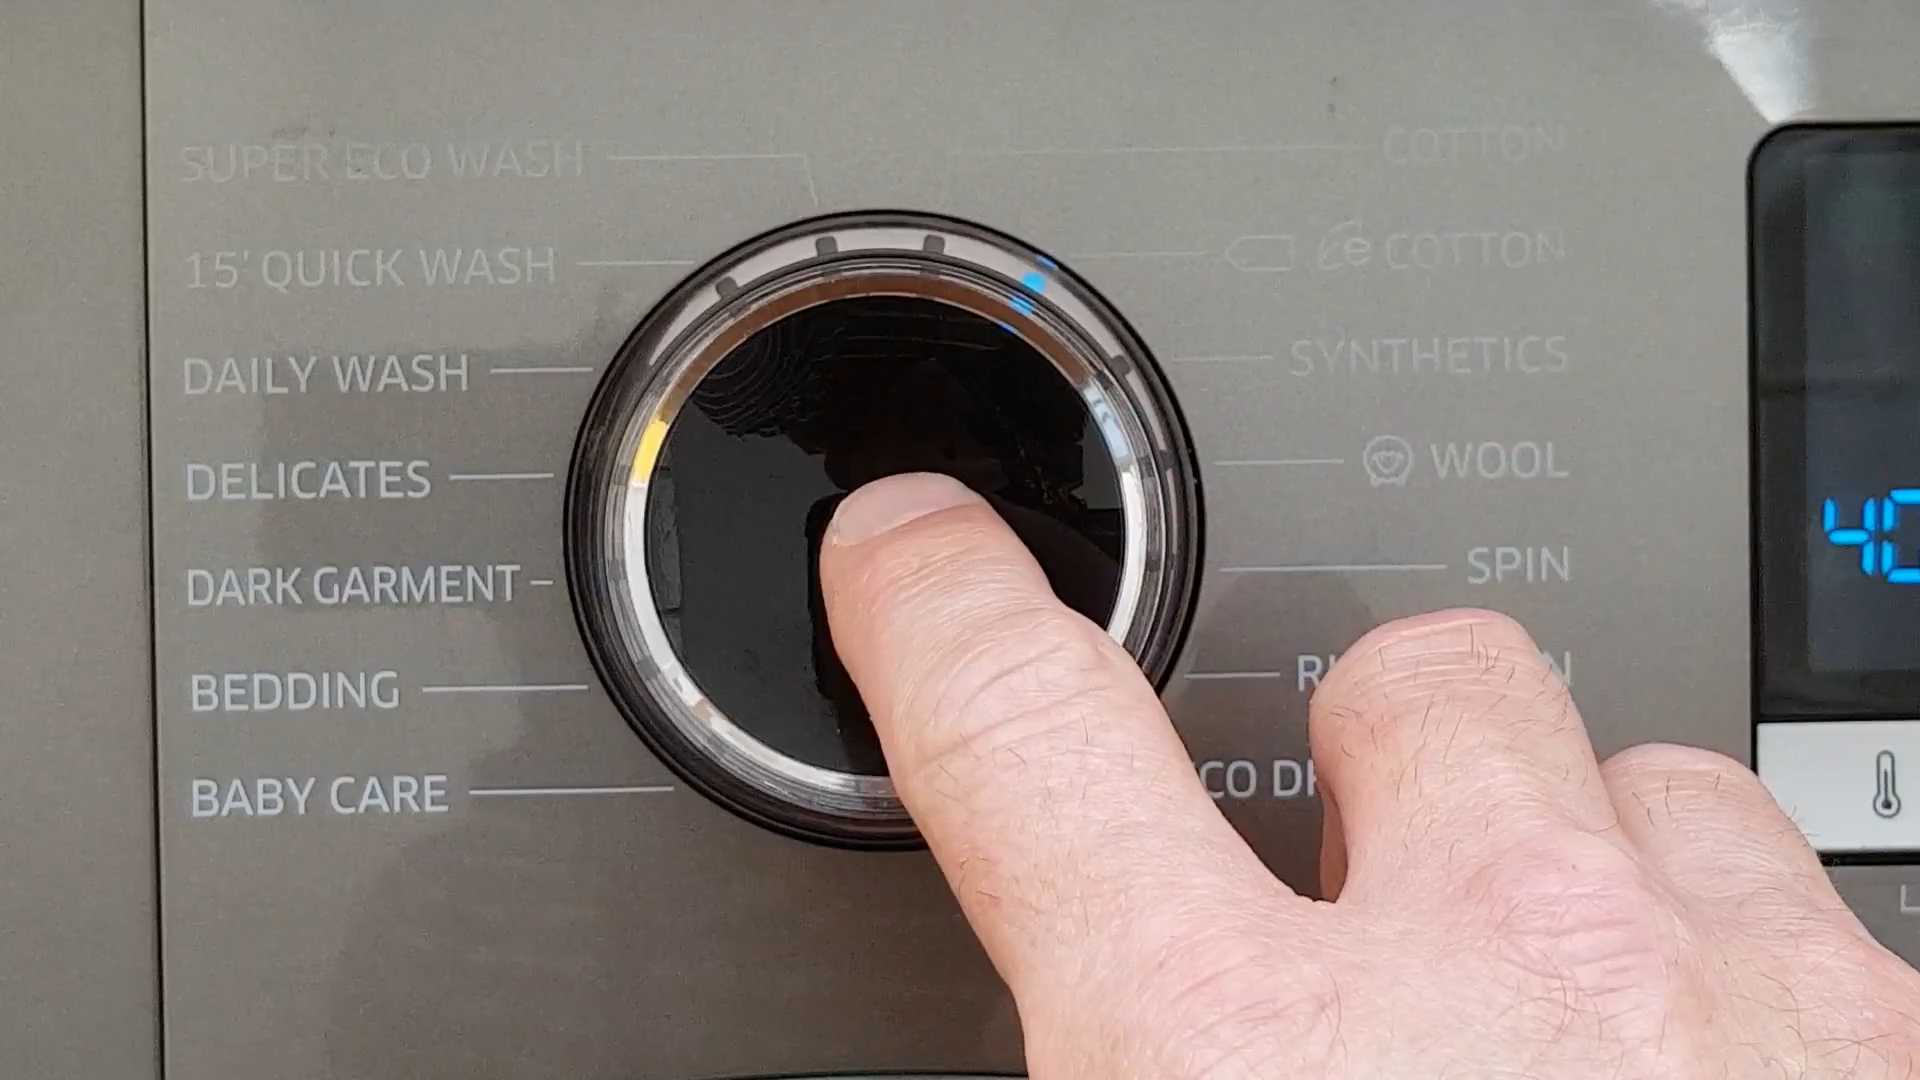 SUPER ECO WASH
15' QUICK WASH
DAILY WASH
DELICATES
DARK GARMENT
BEDDING
BABY CARE
COTTON
e COTTON
SYNTHETICS
WOOL
SPIN
40